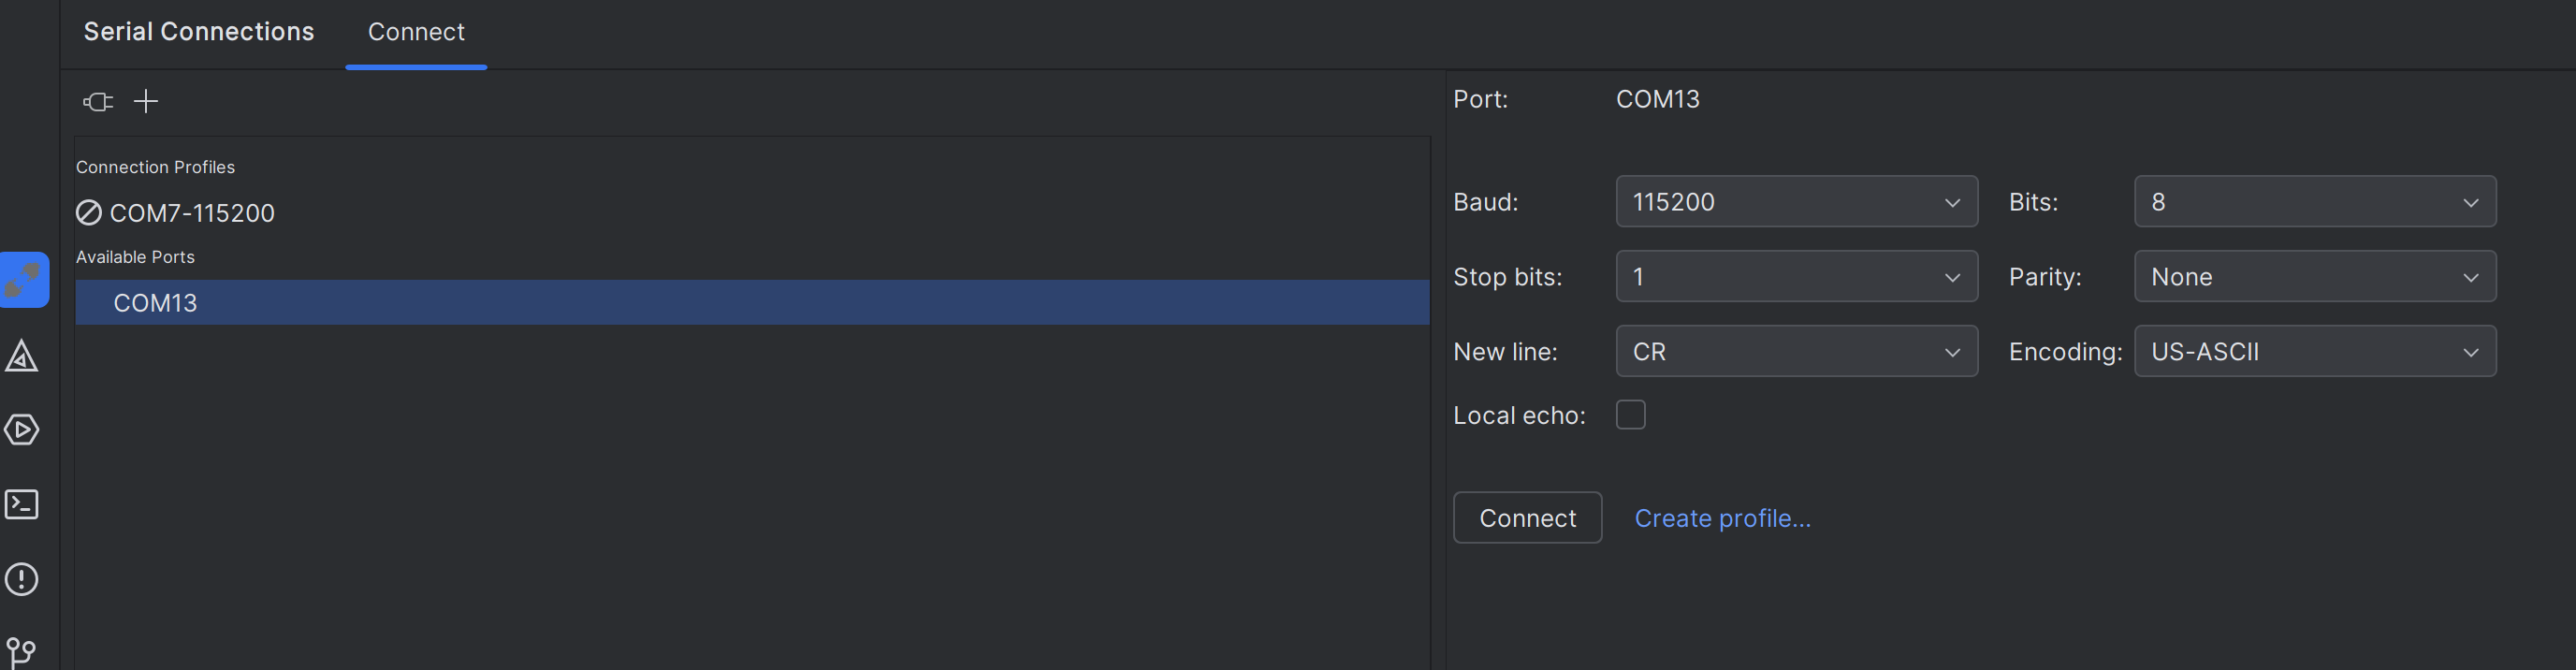 Serial Connections Connect
Connection Profiles
COM7-115200
Available Ports
COM13
Port: COM13
Baud: 115200 Bits: 8
Stop bits: 1 Parity: None
New line: CR Encoding: US-ASCII
Local echo:
Connect Create profile...